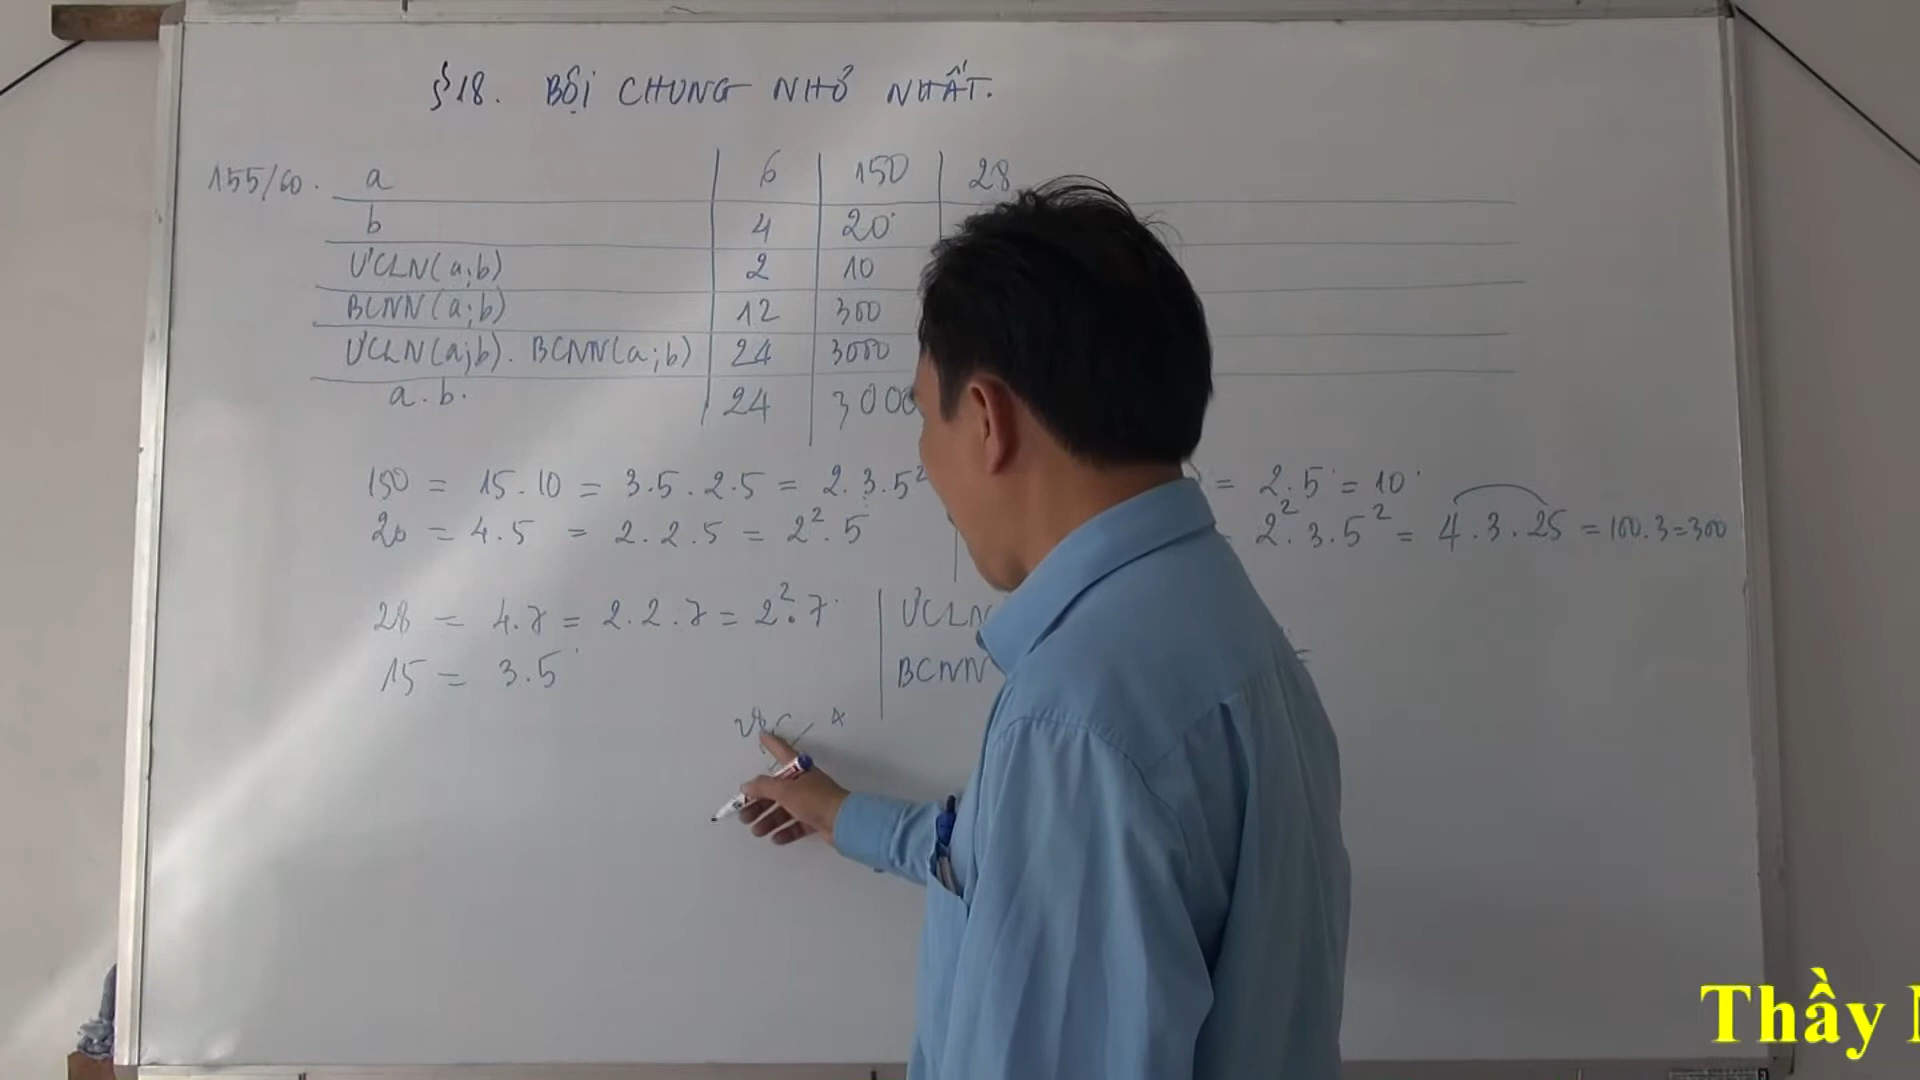 §18. BỘI CHUNG NHỎ NHẤT.
155/60. a 6 150 28
b 4 20
ƯCLN(a;b) 2 10
BCNN(a;b) 12 300
ƯCLN(a;b). BCNN(a;b) 24 3000
a.b. 24 3000
150 = 15.10 = 3.5.2.5 = 2.3.5² = 2.5 = 10
20 = 4.5 = 2.2.5 = 2².5 2².3.5² = 4.3.25 = 100.3=300
28 = 4.7 = 2.2.7 = 2².7 ƯCLN
15 = 3.5 BCNN
Thầy